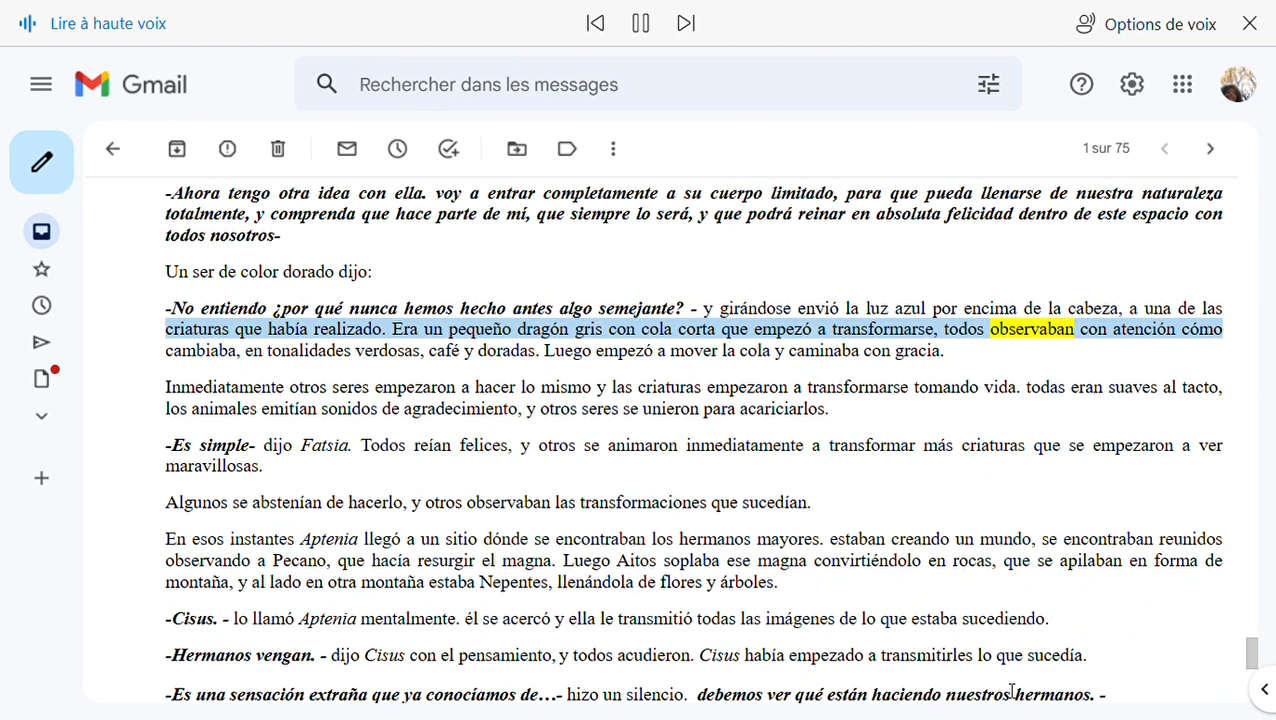 Lire à haute voix
Options de voix
Gmail
Rechercher dans les messages
1 sur 75
-Ahora tengo otra idea con ella. voy a entrar completamente a su cuerpo limitado, para que pueda llenarse de nuestra naturaleza
totalmente, y comprenda que hace parte de mí, que siempre lo será, y que podrá reinar en absoluta felicidad dentro de este espacio con
todos nosotros-
Un ser de color dorado dijo:
-No entiendo ¿por qué nunca hemos hecho antes algo semejante? - y girándose envió la luz azul por encima de la cabeza, a una de las
criaturas que había realizado. Era un pequeño dragón gris con cola corta que empezó a transformarse, todos observaban con atención cómo
cambiaba, en tonalidades verdosas, café y doradas. Luego empezó a mover la cola y caminaba con gracia.
Inmediatamente otros seres empezaron a hacer lo mismo y las criaturas empezaron a transformarse tomando vida. todas eran suaves al tacto,
los animales emitían sonidos de agradecimiento, y otros seres se unieron para acariciarlos.
-Es simple- dijo Fatsia. Todos reían felices, y otros se animaron inmediatamente a transformar más criaturas que se empezaron a ver
maravillosas.
Algunos se abstenían de hacerlo, y otros observaban las transformaciones que sucedían.
En esos instantes Aptenia llegó a un sitio dónde se encontraban los hermanos mayores. estaban creando un mundo, se encontraban reunidos
observando a Pecano, que hacía resurgir el magna. Luego Aitos soplaba ese magna convirtiéndolo en rocas, que se apilaban en forma de
montaña, y al lado en otra montaña estaba Nepentes, llenándola de flores y árboles.
-Cisus. - lo llamó Aptenia mentalmente. él se acercó y ella le transmitió todas las imágenes de lo que estaba sucediendo.
-Hermanos vengan. - dijo Cisus con el pensamiento, y todos acudieron. Cisus había empezado a transmitirles lo que sucedía.
-Es una sensación extraña que ya conocíamos de…- hizo un silencio. debemos ver qué están haciendo nuestros hermanos. -